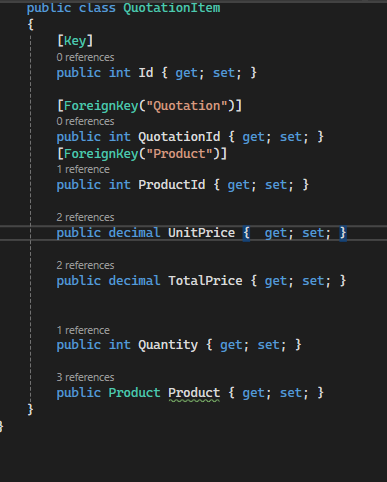 public class QuotationItem
{
[Key]
0 references
public int Id { get; set; }
[ForeignKey("Quotation")]
0 references
public int QuotationId { get; set; }
[ForeignKey("Product")]
1 reference
public int ProductId { get; set; }
2 references
public decimal UnitPrice {  get; set; }
2 references
public decimal TotalPrice { get; set; }
1 reference
public int Quantity { get; set; }
3 references
public Product Product { get; set; }
}
}